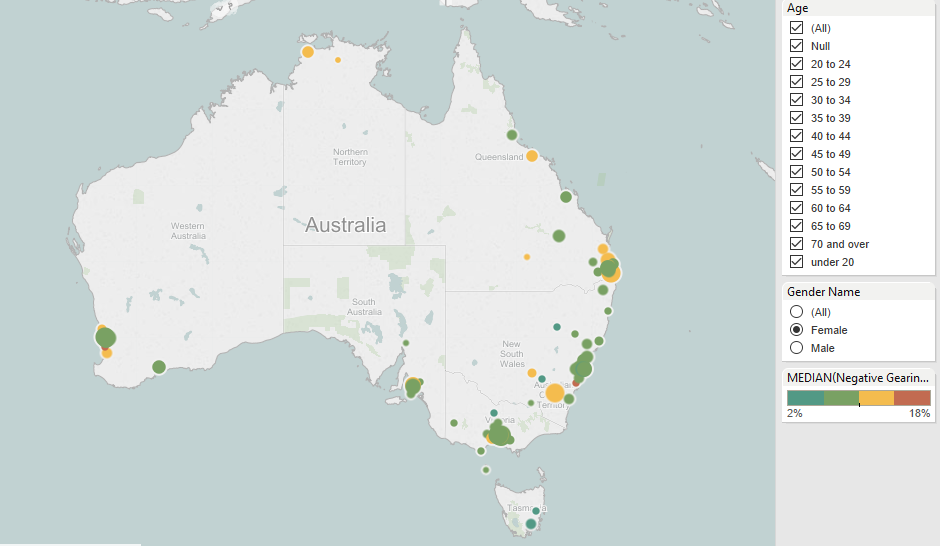 Northern
Territory
Queensland
Western
Australia
Australia
South
Australia
New
South
Wales
Territory
Age
(All)
Null
20 to 24
25 to 29
30 to 34
35 to 39
40 to 44
45 to 49
50 to 54
55 to 59
60 to 64
65 to 69
70 and over
under 20
Gender Name
(All)
Female
Male
MEDIAN(Negative Gearin...
2%
18%